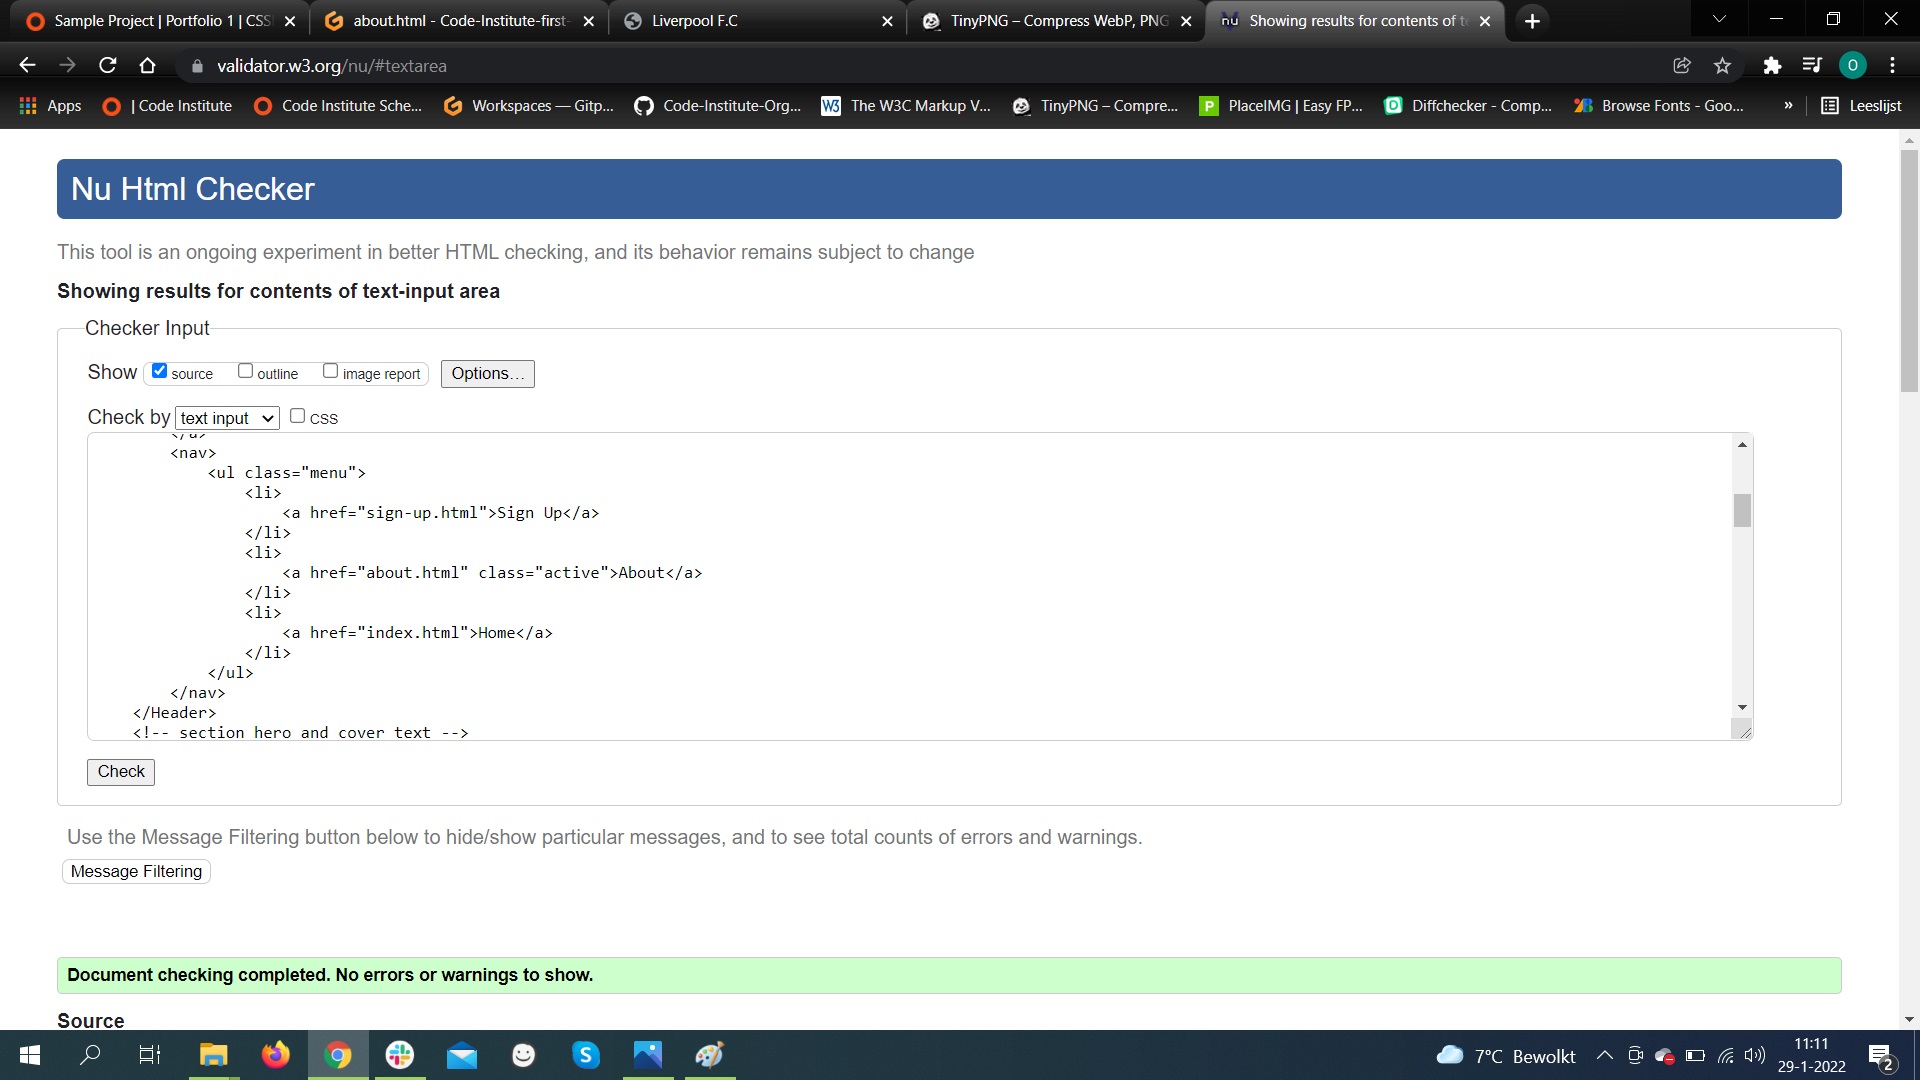 Sample Project | Portfolio 1 | CSS
about.html - Code-Institute-first-
Liverpool F.C
TinyPNG – Compress WebP, PNG
nu Showing results for contents of t
validator.w3.org/nu/#textarea
O
Apps
| Code Institute
Code Institute Sche...
Workspaces — Gitp...
Code-Institute-Org...
W3 The W3C Markup V...
TinyPNG – Compre...
P PlaceIMG | Easy FP...
Diffchecker - Comp...
Browse Fonts - Goo...
»
Leeslijst
Nu Html Checker
This tool is an ongoing experiment in better HTML checking, and its behavior remains subject to change
Showing results for contents of text-input area
Checker Input
Show source outline image report Options...
Check by text input CSS
</a>
<nav>
<ul class="menu">
<li>
<a href="sign-up.html">Sign Up</a>
</li>
<li>
<a href="about.html" class="active">About</a>
</li>
<li>
<a href="index.html">Home</a>
</li>
</ul>
</nav>
</Header>
<!-- section hero and cover text -->
Check
Use the Message Filtering button below to hide/show particular messages, and to see total counts of errors and warnings.
Message Filtering
Document checking completed. No errors or warnings to show.
Source
S
7°C Bewolkt
11:11
29-1-2022
2